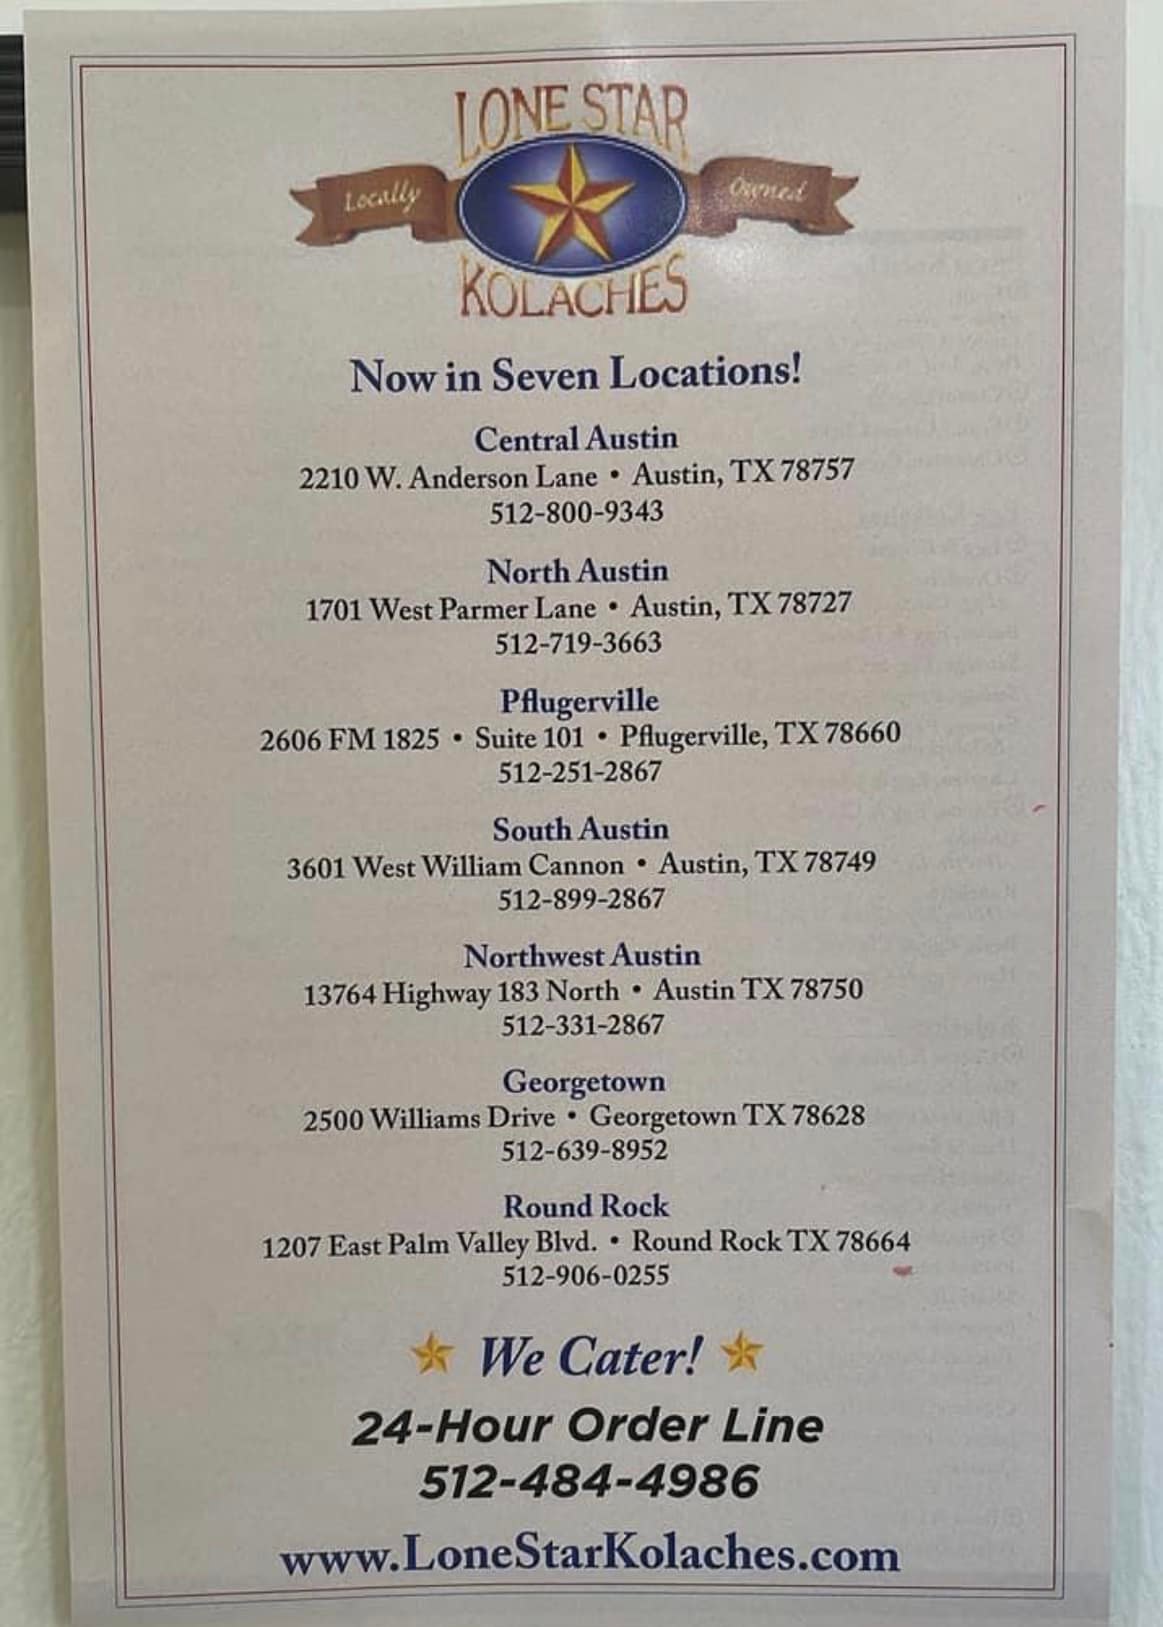 LONE STAR
Locally Owned
KOLACHES
Now in Seven Locations!
Central Austin
2210 W. Anderson Lane • Austin, TX 78757
512-800-9343
North Austin
1701 West Parmer Lane • Austin, TX 78727
512-719-3663
Pflugerville
2606 FM 1825 • Suite 101 • Pflugerville, TX 78660
512-251-2867
South Austin
3601 West William Cannon • Austin, TX 78749
512-899-2867
Northwest Austin
13764 Highway 183 North • Austin TX 78750
512-331-2867
Georgetown
2500 Williams Drive • Georgetown TX 78628
512-639-8952
Round Rock
1207 East Palm Valley Blvd. • Round Rock TX 78664
512-906-0255
We Cater!
24-Hour Order Line
512-484-4986
www.LoneStarKolaches.com